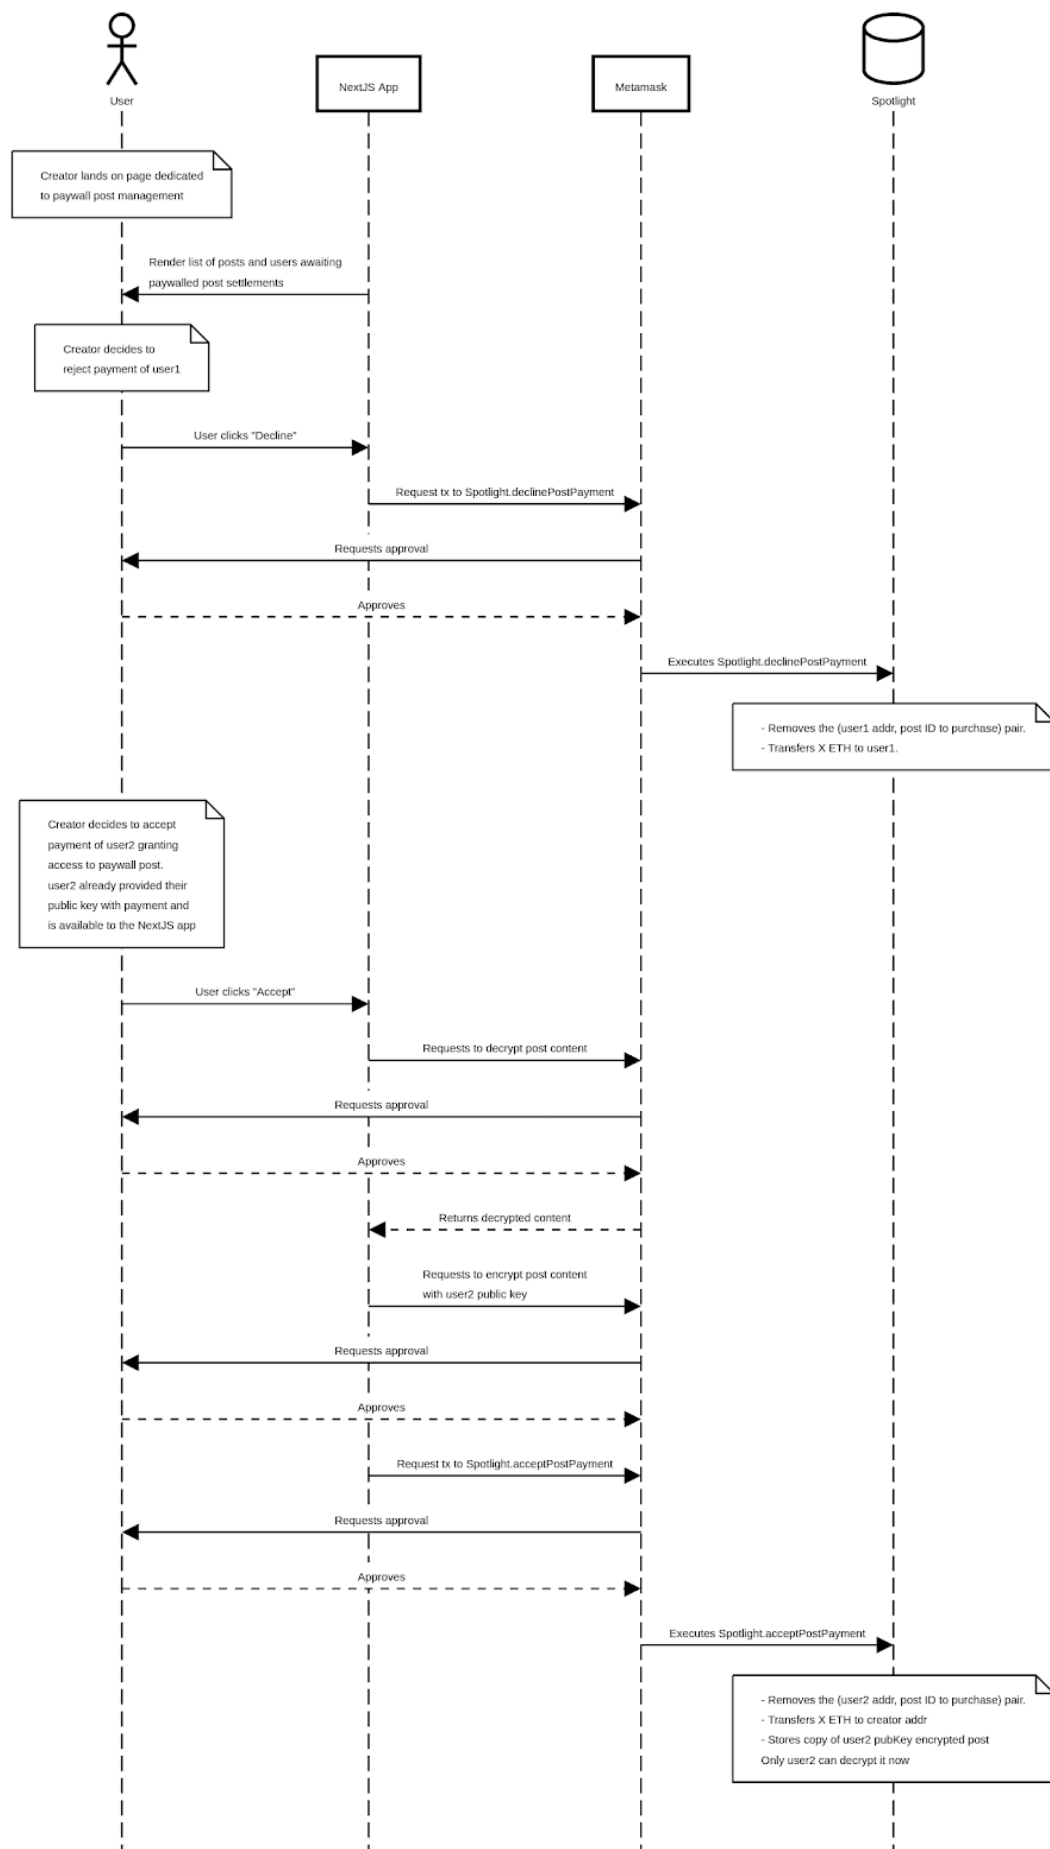 User
NextJS App
Metamask
Spotlight
Creator lands on page dedicated
to paywall post management
Render list of posts and users awaiting
paywalled post settlements
Creator decides to
reject payment of user1
User clicks "Decline"
Request tx to Spotlight.declinePostPayment
Requests approval
Approves
Executes Spotlight.declinePostPayment
- Removes the (user1 addr, post ID to purchase) pair.
- Transfers X ETH to user1.
Creator decides to accept
payment of user2 granting
access to paywall post.
user2 already provided their
public key with payment and
is available to the NextJS app
User clicks "Accept"
Requests to decrypt post content
Requests approval
Approves
Returns decrypted content
Requests to encrypt post content
with user2 public key
Requests approval
Approves
Request tx to Spotlight.acceptPostPayment
Requests approval
Approves
Executes Spotlight.acceptPostPayment
- Removes the (user2 addr, post ID to purchase) pair.
- Transfers X ETH to creator addr
- Stores copy of user2 pubKey encrypted post
Only user2 can decrypt it now